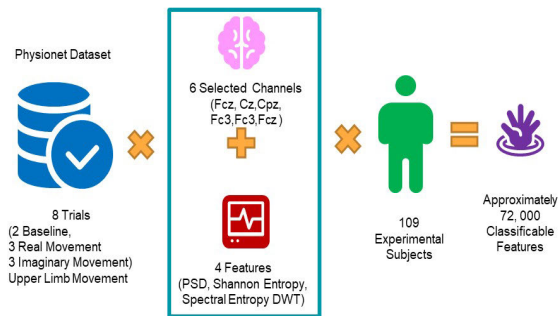 Physionet Dataset
8 Trials
(2 Baseline,
3 Real Movement
3 Imaginary Movement)
Upper Limb Movement
6 Selected Channels
(Fcz, Cz,Cpz,
Fc3,Fc3,Fcz )
4 Features
(PSD, Shannon Entropy,
Spectral Entropy DWT)
109
Experimental
Subjects
Approximately
72, 000
Classifiable
Features